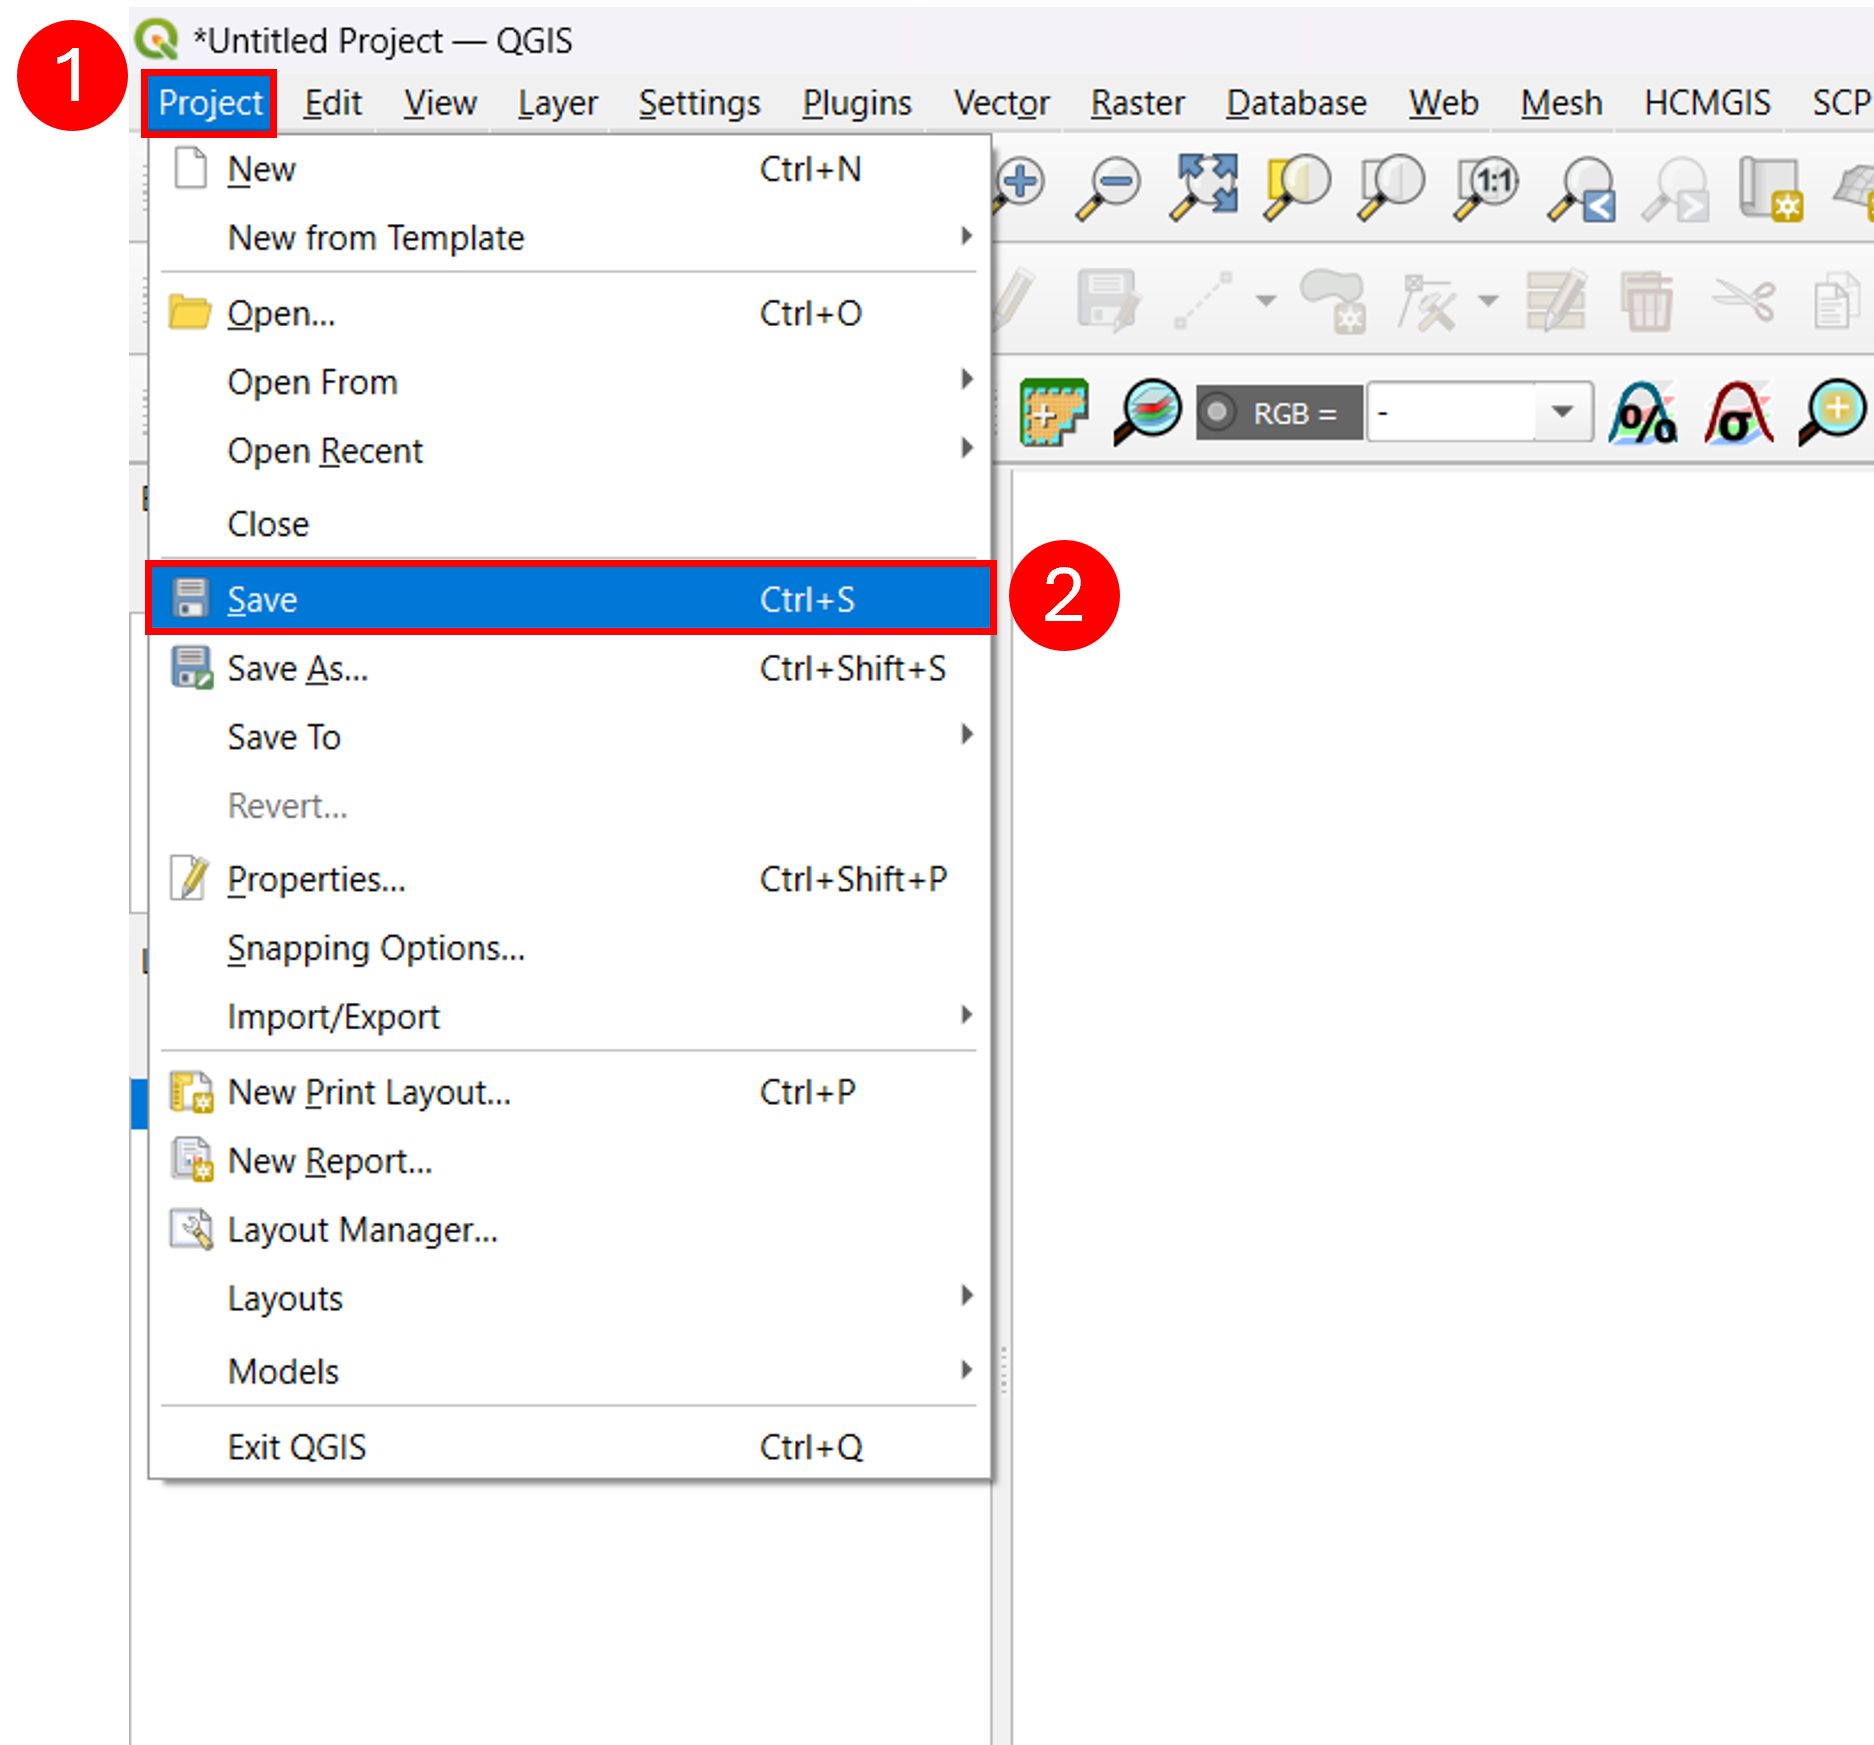 1
*Untitled Project — QGIS
Project Edit View Layer Settings Plugins Vector Raster Database Web Mesh HCMGIS SCP
New Ctrl+N
New from Template
1:1
Open... Ctrl+O
Open From
RGB = -
% σ
Open Recent
Close
Save Ctrl+S
2
Save As... Ctrl+Shift+S
Save To
Revert...
Properties... Ctrl+Shift+P
Snapping Options...
Import/Export
New Print Layout... Ctrl+P
New Report...
Layout Manager...
Layouts
Models
Exit QGIS Ctrl+Q